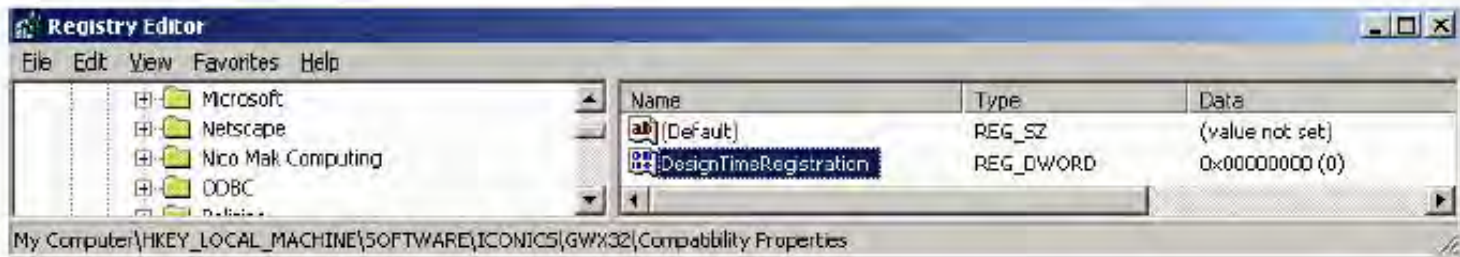 Registry Editor
File Edit View Favorites Help
Microsoft
Netscape
Nico Mak Computing
ODBC
Name Type Data
(Default) REG_SZ (value not set)
DesignTimeRegistration REG_DWORD 0x00000000 (0)
My Computer\HKEY_LOCAL_MACHINE\SOFTWARE\ICONICS\GWX32\Compatibility Properties